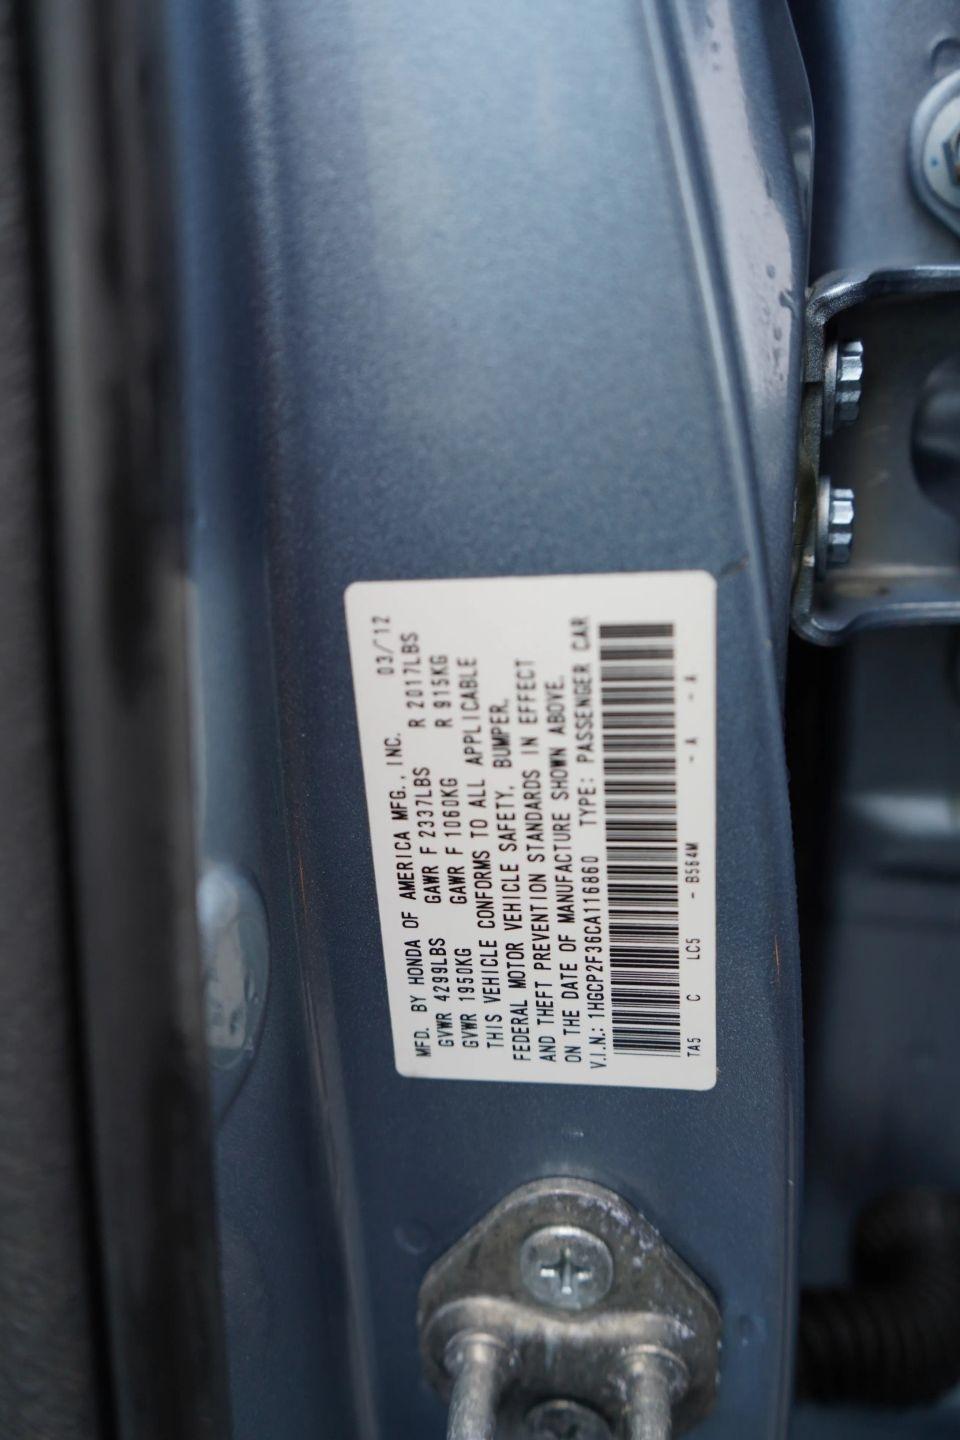 MFD. BY HONDA OF AMERICA MFG., INC. 03/12
GVWR 4299LBS GAWR F 2337LBS R 2017LBS
GVWR 1950KG GAWR F 1060KG R 915KG
THIS VEHICLE CONFORMS TO ALL APPLICABLE
FEDERAL MOTOR VEHICLE SAFETY, BUMPER,
AND THEFT PREVENTION STANDARDS IN EFFECT
ON THE DATE OF MANUFACTURE SHOWN ABOVE.
V.I.N.: 1HGCP2F36CA116860 TYPE: PASSENGER CAR
TA5 C LC5 - B564M - A - A